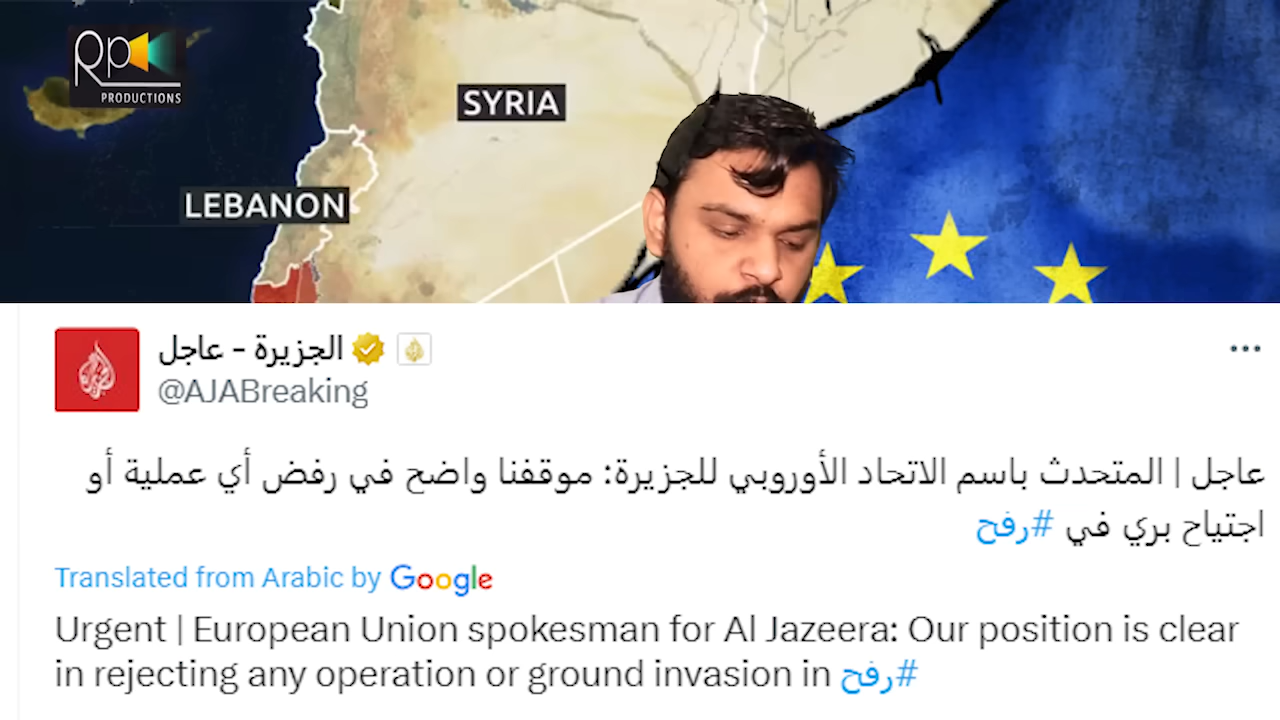 Rp
PRODUCTIONS
SYRIA
LEBANON
الجزيرة - عاجل
@AJABreaking
عاجل | المتحدث باسم الاتحاد الأوروبي للجزيرة: موقفنا واضح في رفض أي عملية أو
اجتياح بري في #رفح
Translated from Arabic by Google
Urgent | European Union spokesman for Al Jazeera: Our position is clear
in rejecting any operation or ground invasion in #رفح